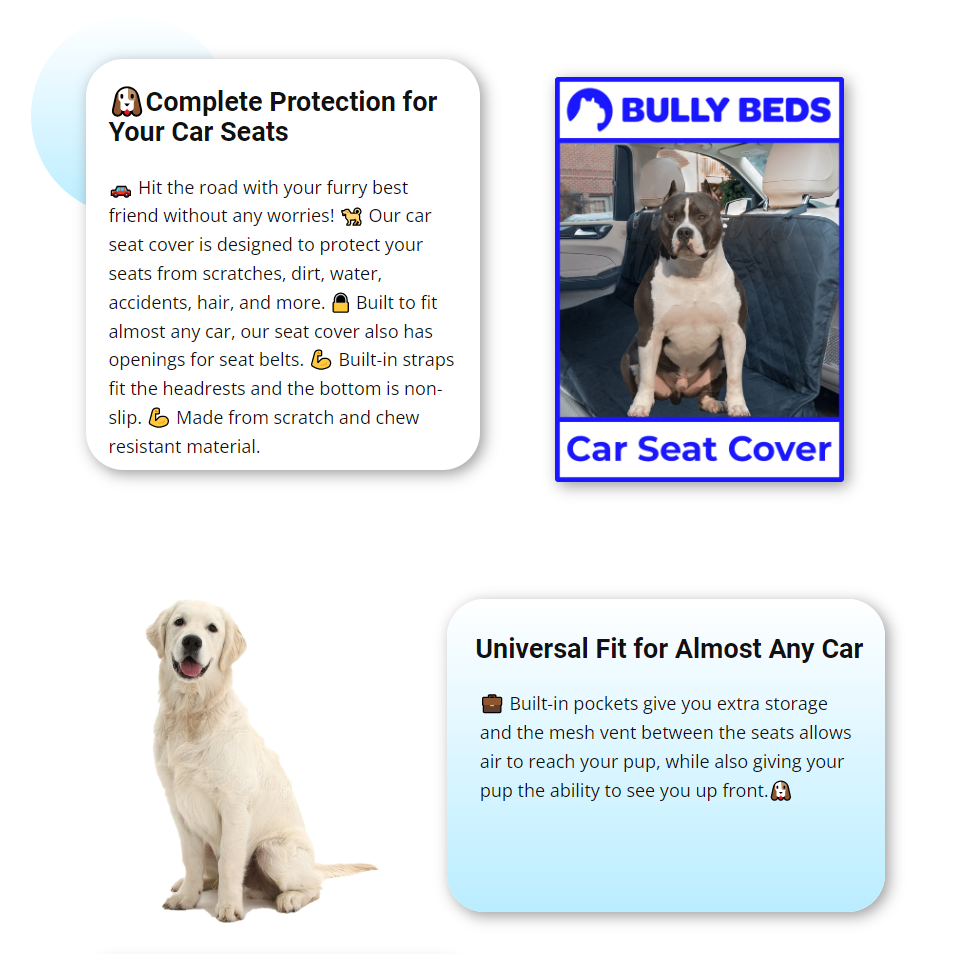 Complete Protection for
Your Car Seats
Hit the road with your furry best
friend without any worries! Our car
seat cover is designed to protect your
seats from scratches, dirt, water,
accidents, hair, and more. Built to fit
almost any car, our seat cover also has
openings for seat belts. Built-in straps
fit the headrests and the bottom is non-
slip. Made from scratch and chew
resistant material.
BULLY BEDS
Car Seat Cover
Universal Fit for Almost Any Car
Built-in pockets give you extra storage
and the mesh vent between the seats allows
air to reach your pup, while also giving your
pup the ability to see you up front.